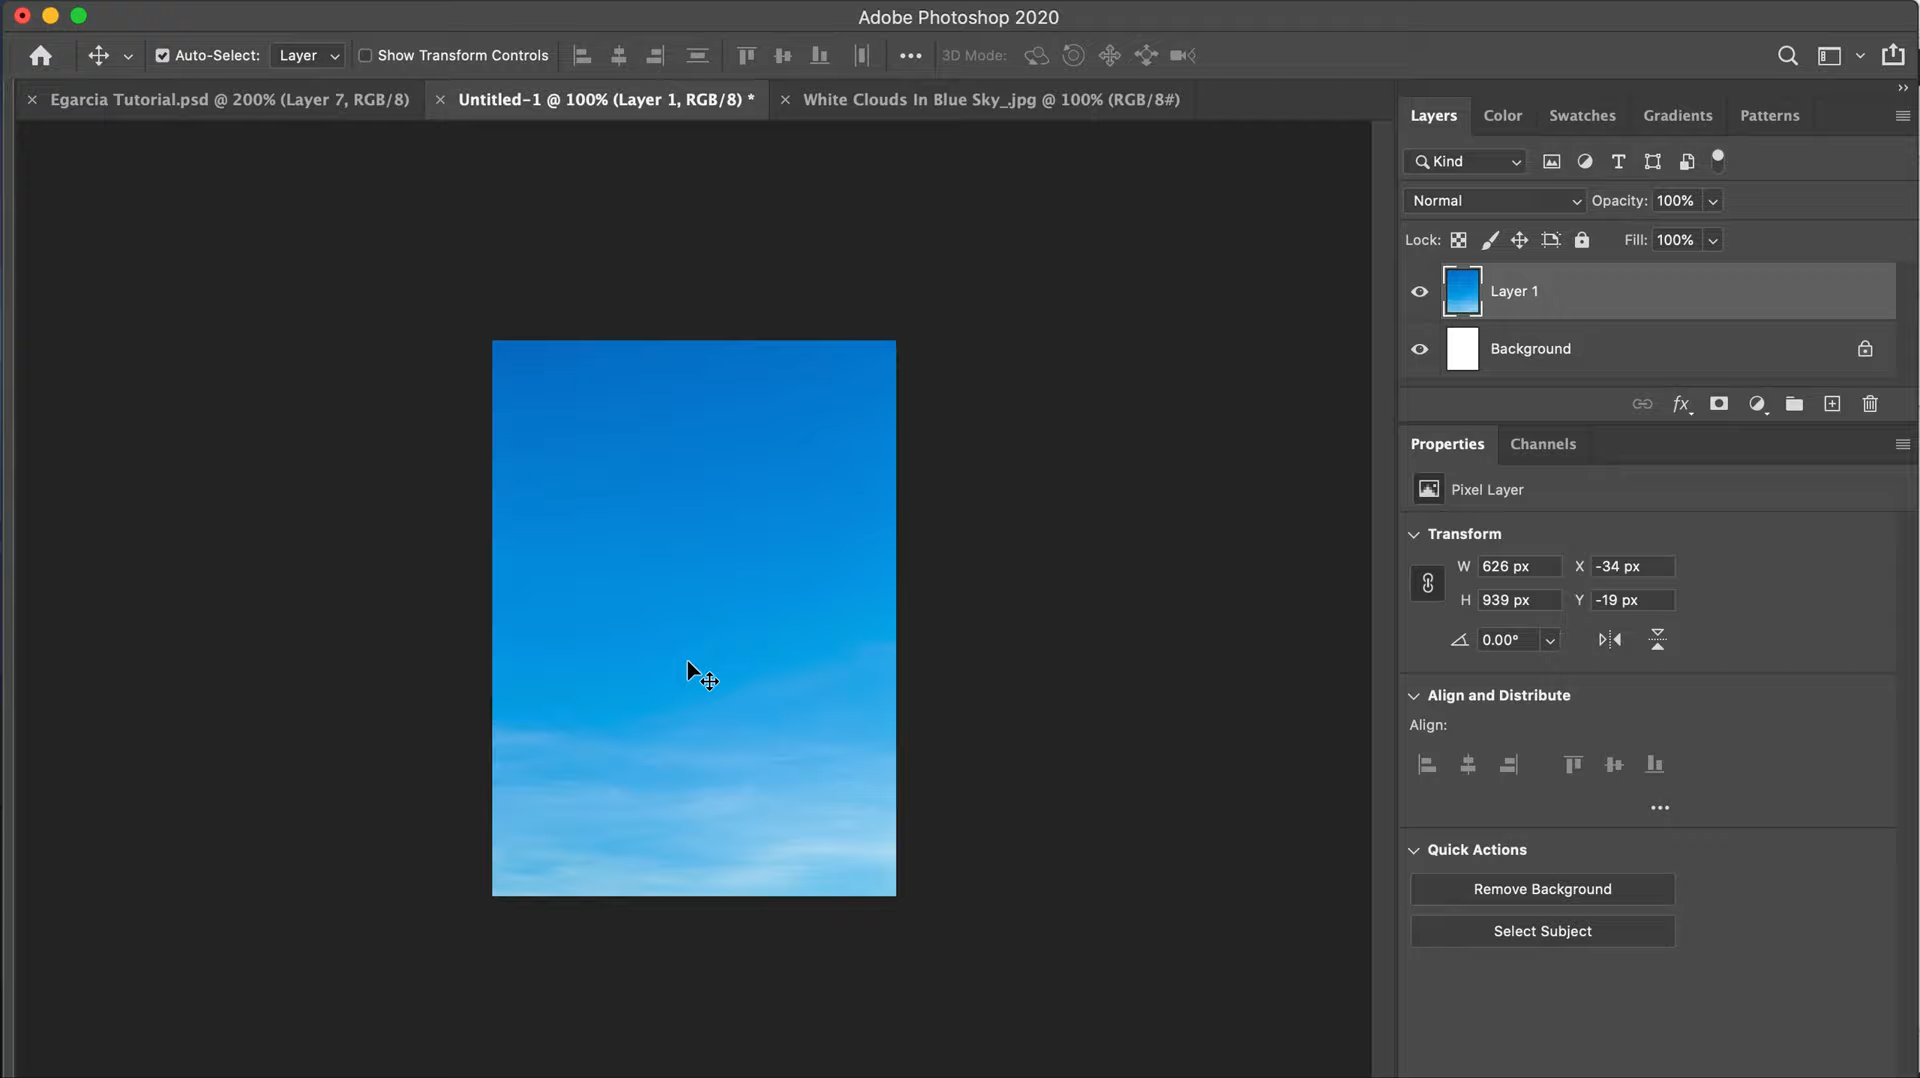 Adobe Photoshop 2020
Auto-Select: Layer Show Transform Controls 3D Mode:
Egarcia Tutorial.psd @ 200% (Layer 7, RGB/8) Untitled-1 @ 100% (Layer 1, RGB/8) * White Clouds In Blue Sky_.jpg @ 100% (RGB/8#)
Layers Color Swatches Gradients Patterns
Kind
Normal Opacity: 100%
Lock: Fill: 100%
Layer 1
Background
fx
Properties Channels
Pixel Layer
Transform
W 626 px X -34 px
H 939 px Y -19 px
0.00°
Align and Distribute
Align:
Quick Actions
Remove Background
Select Subject